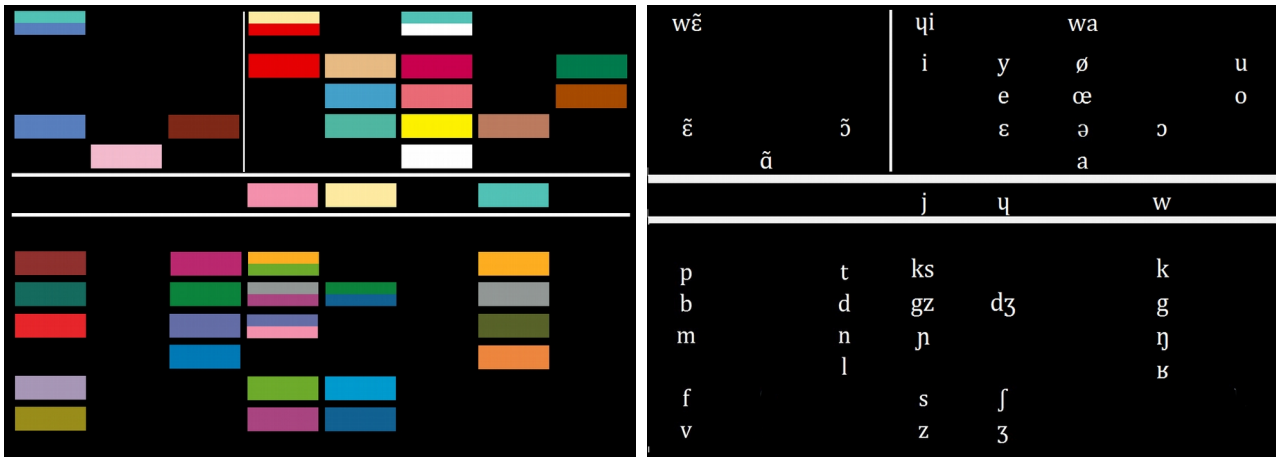 wɛ̃ ɥi wa
i y ø u
e œ o
ɛ̃ ɔ̃ ɛ ə ɔ
ɑ̃ a
j ɥ w
p t ks k
b d gz dʒ g
m n ɲ ŋ
l ʁ
f s ʃ
v z ʒ